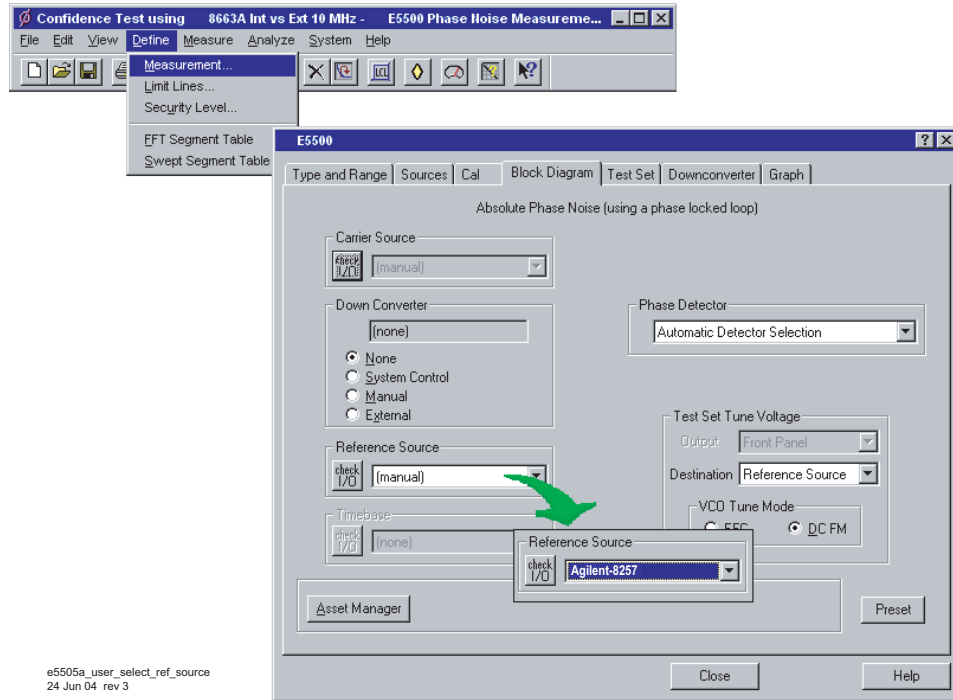 Confidence Test using 8663A Int vs Ext 10 MHz - E5500 Phase Noise Measureme...
File Edit View Define Measure Analyze System Help
Measurement...
Limit Lines...
Security Level...
FFT Segment Table
Swept Segment Table
E5500
Type and Range Sources Cal Block Diagram Test Set Downconverter Graph
Absolute Phase Noise (using a phase locked loop)
Carrier Source
check I/O (manual)
Down Converter
(none)
None
System Control
Manual
External
Phase Detector
Automatic Detector Selection
Reference Source
check I/O (manual)
Timebase
check I/O (none)
Test Set Tune Voltage
Output Front Panel
Destination Reference Source
VCO Tune Mode
DC FM
Reference Source
check I/O Agilent-8257
Asset Manager
Preset
Close Help
e5505a_user_select_ref_source
24 Jun 04 rev 3